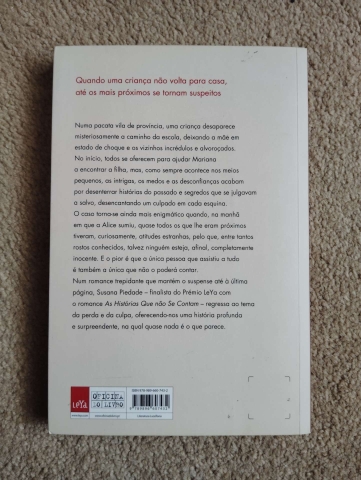 Quando uma criança não volta para casa,
até os mais próximos se tornam suspeitos
Numa pacata vila de província, uma criança desaparece
misteriosamente a caminho da escola, deixando a mãe em
estado de choque e os vizinhos incrédulos e alvoroçados.
No início, todos se oferecem para ajudar Mariana
a encontrar a filha, mas, como sempre acontece nos meios
pequenos, as intrigas, os medos e as desconfianças acabam
por desenterrar histórias do passado e segredos que se julgavam
a salvo, desencantando um culpado em cada esquina.
O caso torna-se ainda mais enigmático quando, na manhã
em que a Alice sumiu, quase todos os que lhe eram próximos
tiveram, curiosamente, atitudes estranhas, pelo que, entre tantos
rostos conhecidos, talvez ninguém esteja, afinal, completamente
inocente. E o pior é que a única pessoa que assistiu a tudo
é também a única que não o poderá contar.
Num romance trepidante que mantém o suspense até à última
página, Susana Piedade – finalista do Prémio LeYa com
o romance As Histórias Que não Se Contam – regressa ao tema
da perda e da culpa, oferecendo-nos uma história profunda
e surpreendente, na qual quase nada é o que parece.
LeYa
OFICINA
DO LIVRO